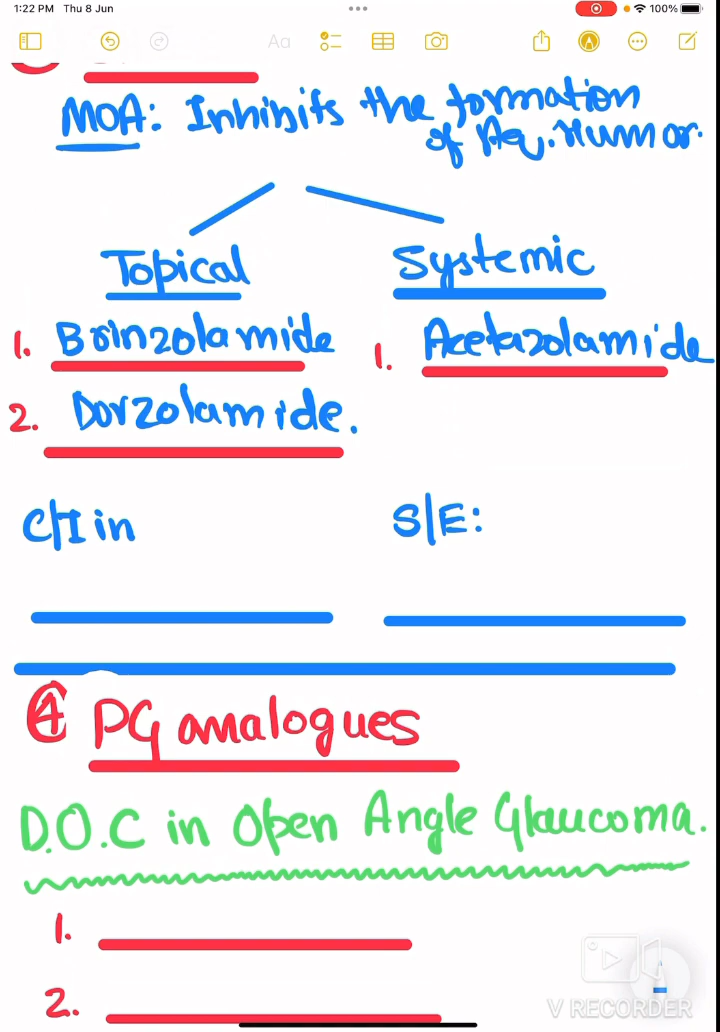 1:22 PM Thu 8 Jun
100%
Aa
MOA: Inhibits the formation
of Aq. Humor.
Topical Systemic
1. Brinzolamide 1. Acetazolamide
2. Dorzolamide.
C/I in S/E:
4 PG analogues
D.O.C in Open Angle Glaucoma.
1.
2.
V RECORDER